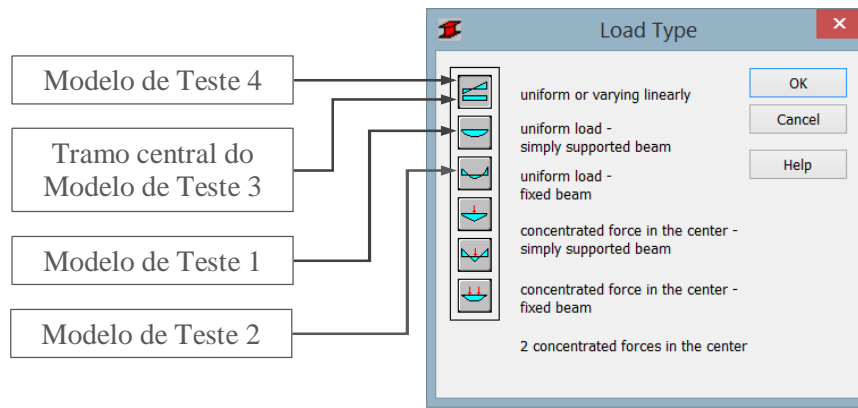 Modelo de Teste 4
Tramo central do
Modelo de Teste 3
Modelo de Teste 1
Modelo de Teste 2
Load Type
x
uniform or varying linearly
uniform load -
simply supported beam
uniform load -
fixed beam
concentrated force in the center -
simply supported beam
concentrated force in the center -
fixed beam
2 concentrated forces in the center
OK
Cancel
Help